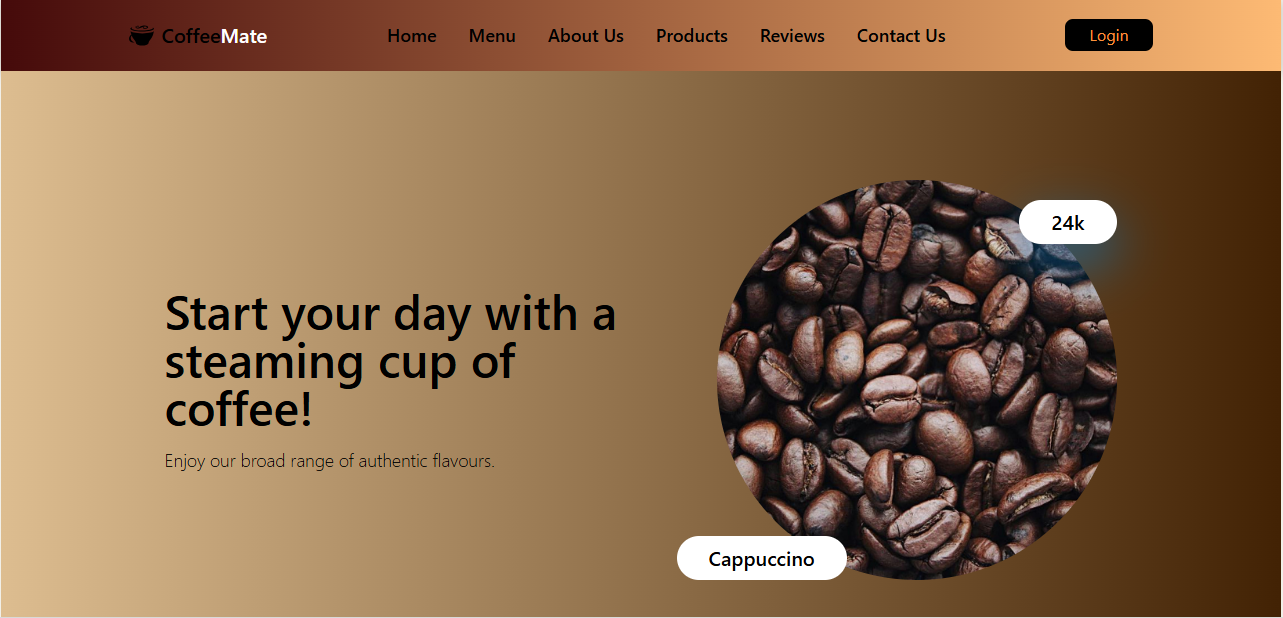 CoffeeMate Home Menu About Us Products Reviews Contact Us Login
24k
Start your day with a
steaming cup of
coffee!
Enjoy our broad range of authentic flavours.
Cappuccino